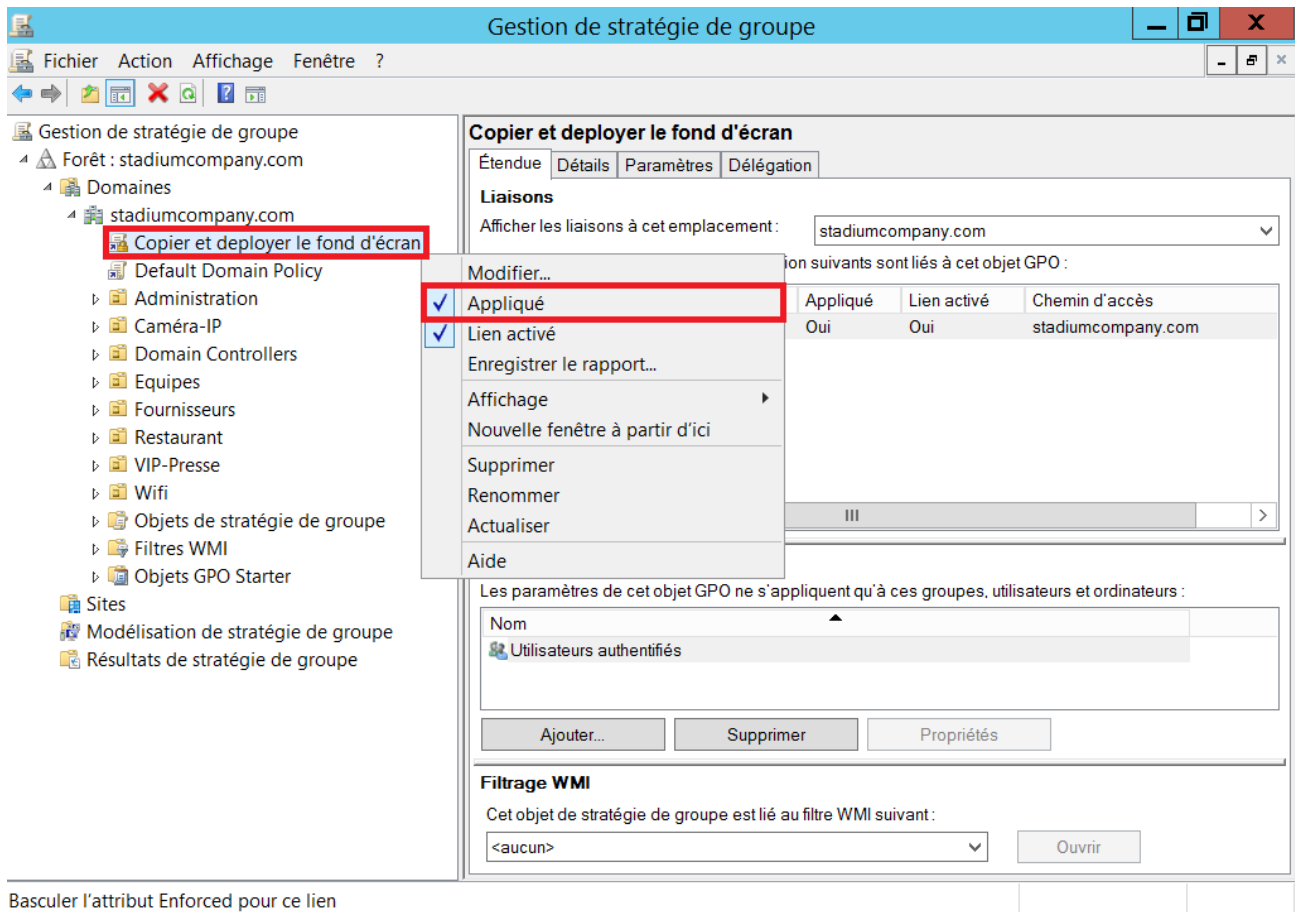 Gestion de stratégie de groupe
Fichier Action Affichage Fenêtre ?
Gestion de stratégie de groupe
Forêt : stadiumcompany.com
Domaines
stadiumcompany.com
Copier et deployer le fond d'écran
Default Domain Policy
Administration
Caméra-IP
Domain Controllers
Equipes
Fournisseurs
Restaurant
VIP-Presse
Wifi
Objets de stratégie de groupe
Filtres WMI
Objets GPO Starter
Sites
Modélisation de stratégie de groupe
Résultats de stratégie de groupe
Modifier...
Appliqué
Lien activé
Enregistrer le rapport...
Affichage
Nouvelle fenêtre à partir d'ici
Supprimer
Renommer
Actualiser
Aide
Copier et deployer le fond d'écran
Étendue Détails Paramètres Délégation
Liaisons
Afficher les liaisons à cet emplacement : stadiumcompany.com
suivants sont liés à cet objet GPO :
Appliqué Lien activé Chemin d'accès
Oui Oui stadiumcompany.com
Les paramètres de cet objet GPO ne s'appliquent qu'à ces groupes, utilisateurs et ordinateurs :
Nom
Utilisateurs authentifiés
Ajouter... Supprimer Propriétés
Filtrage WMI
Cet objet de stratégie de groupe est lié au filtre WMI suivant :
<aucun> Ouvrir
Basculer l'attribut Enforced pour ce lien